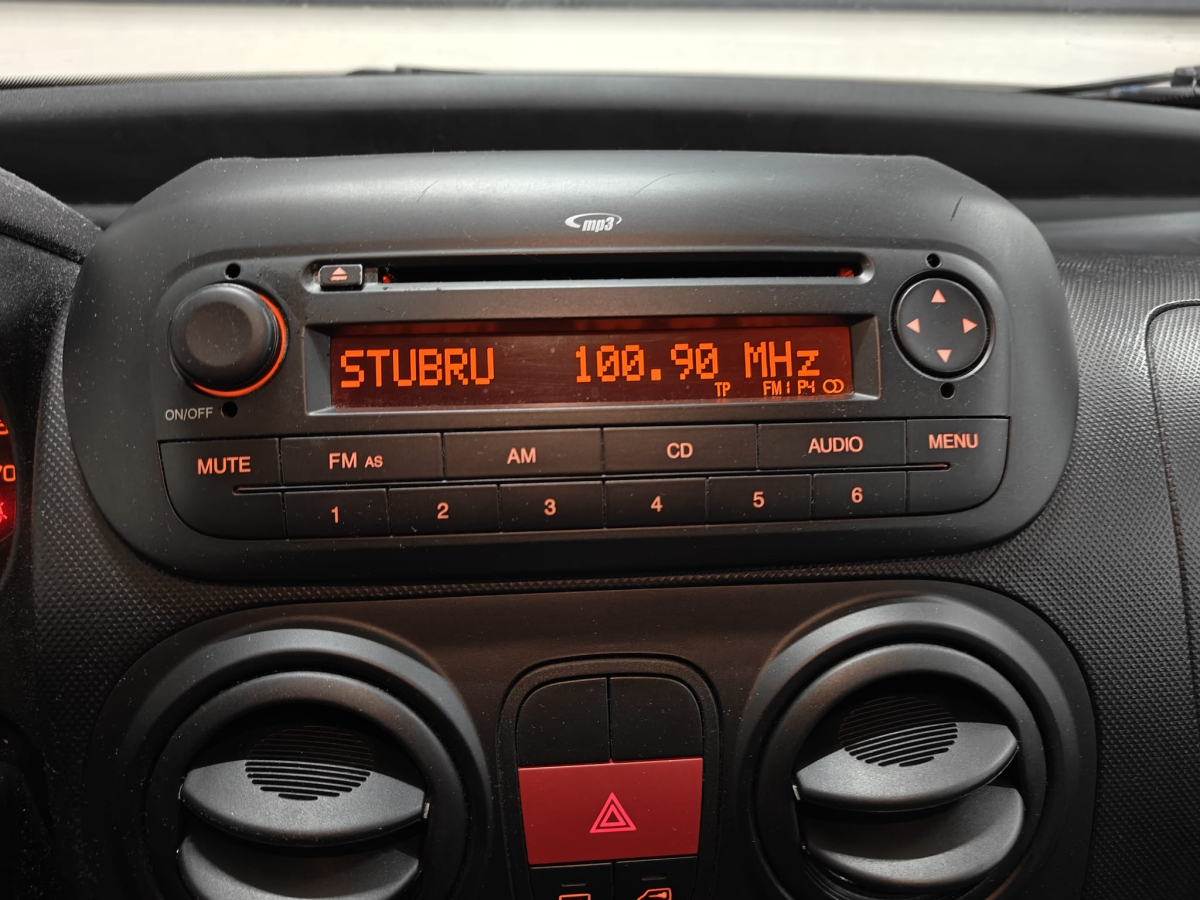 mp3
STUBRU 100.90 MHz
TP FM1 P4
ON/OFF
MUTE FM AS AM CD AUDIO MENU
1 2 3 4 5 6
70